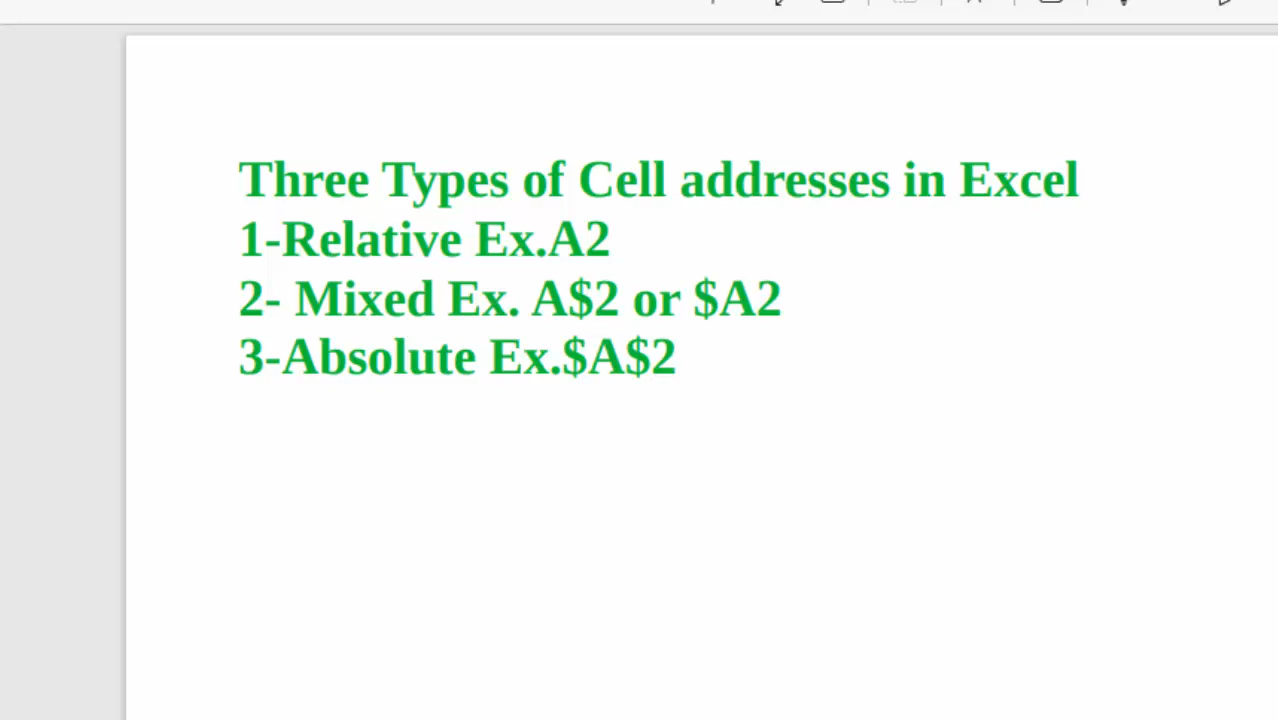 Three Types of Cell addresses in Excel
1-Relative Ex.A2
2- Mixed Ex. A$2 or $A2
3-Absolute Ex.$A$2